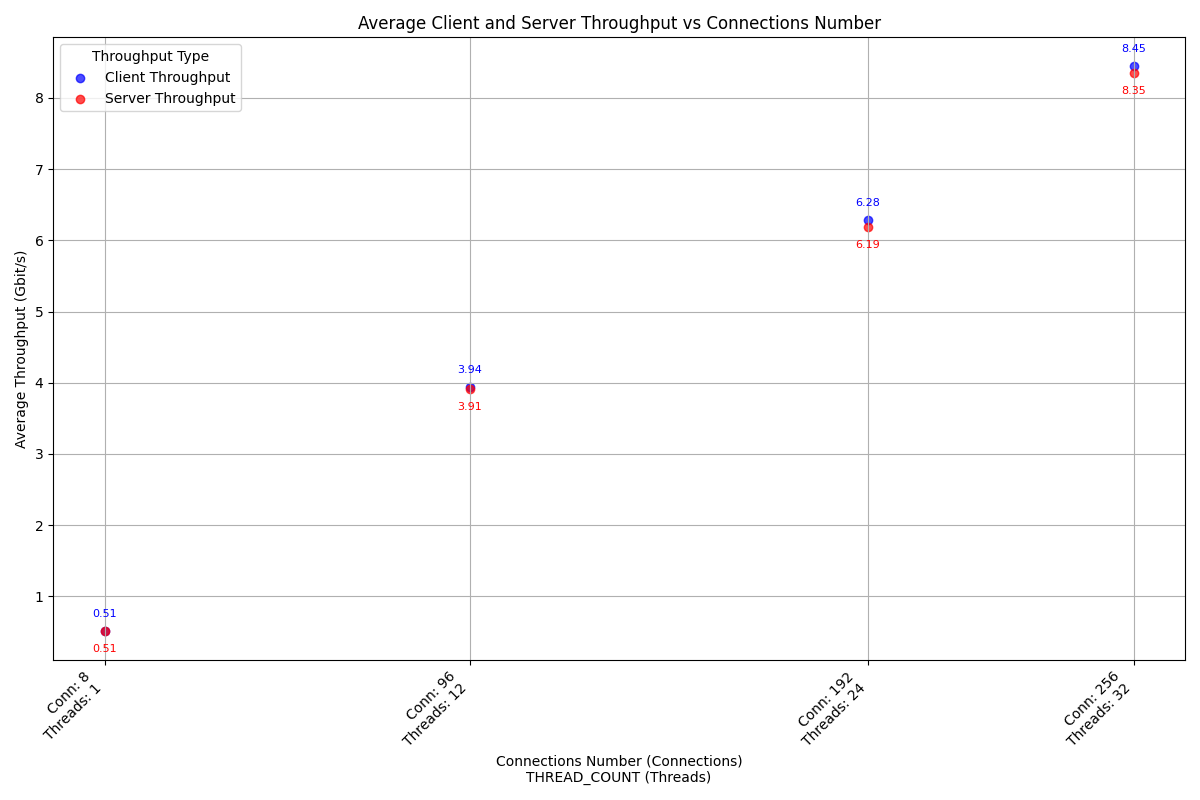 Average Client and Server Throughput vs Connections Number
Throughput Type
Client Throughput
Server Throughput
Average Throughput (Gbit/s)
8
7
6
5
4
3
2
1
0.51
0.51
3.94
3.91
6.28
6.19
8.45
8.35
Conn: 8
Threads: 1
Conn: 96
Threads: 12
Conn: 192
Threads: 24
Conn: 256
Threads: 32
Connections Number (Connections)
THREAD_COUNT (Threads)